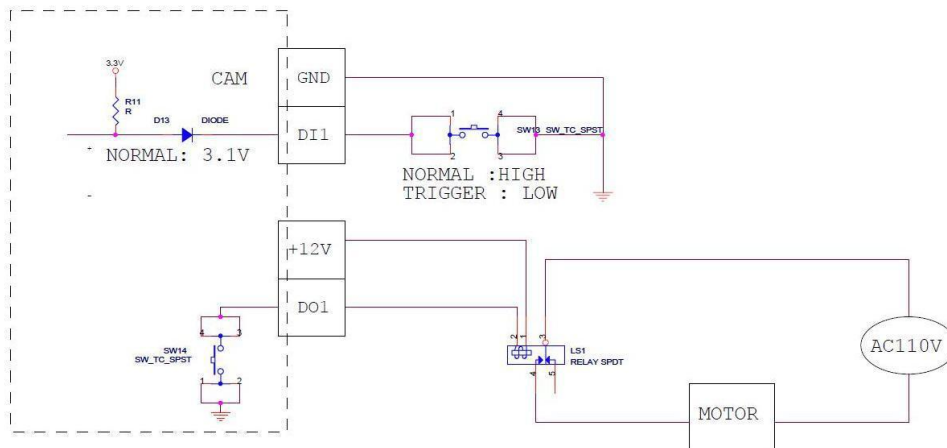 3.3V
CAM
GND
R11
R
D13
DIODE
DI1
1
4
SW13 SW_TC_SPST
2
3
NORMAL: 3.1V
+
-
NORMAL :HIGH
TRIGGER : LOW
+12V
DO1
4
3
SW14
SW_TC_SPST
1
2
2
1
3
LS1
RELAY SPDT
4
5
AC110V
MOTOR